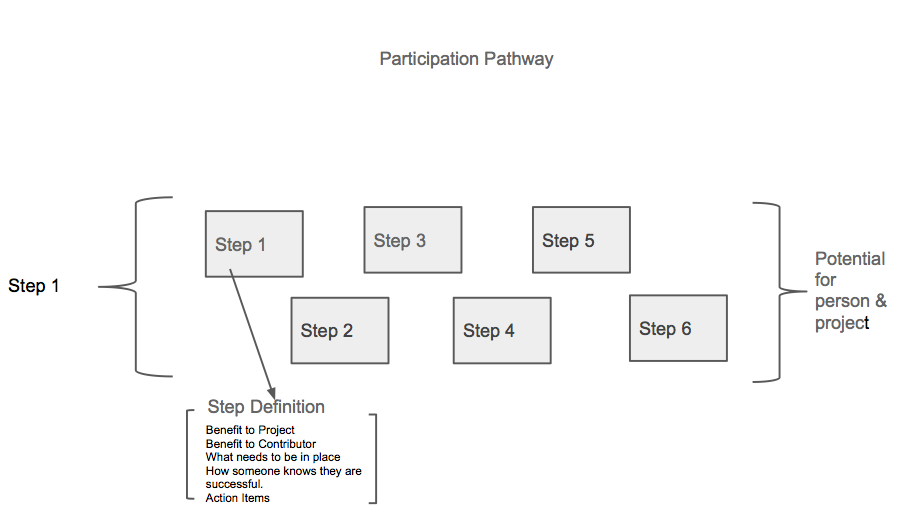 Participation Pathway
Step 1
Step 1
Step 3
Step 5
Step 2
Step 4
Step 6
Potential
for
person &
project
Step Definition
Benefit to Project
Benefit to Contributor
What needs to be in place
How someone knows they are
successful.
Action Items